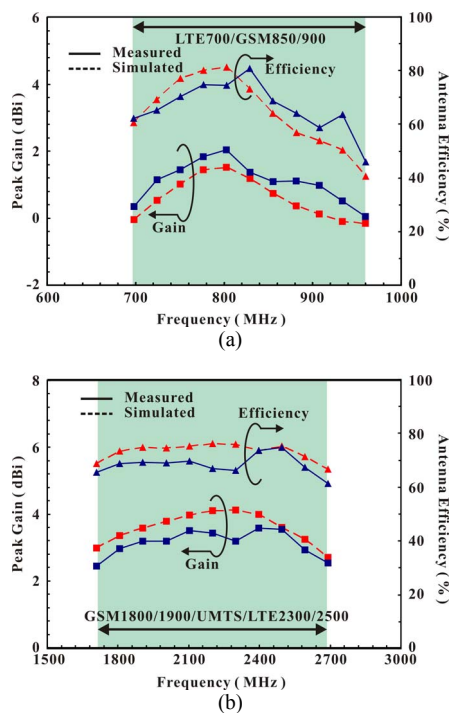 6
100
LTE700/GSM850/900
Measured
Simulated
Efficiency
4
80
2
60
0
40
Gain
20
-2
0
600
700
800
900
1000
Peak Gain ( dBi )
Antenna Efficiency ( % )
Frequency ( MHz )
(a)
8
100
Measured
Simulated
Efficiency
6
80
4
60
2
40
Gain
20
GSM1800/1900/UMTS/LTE2300/2500
0
0
1500
1800
2100
2400
2700
3000
Peak Gain ( dBi )
Antenna Efficiency ( % )
Frequency ( MHz )
(b)